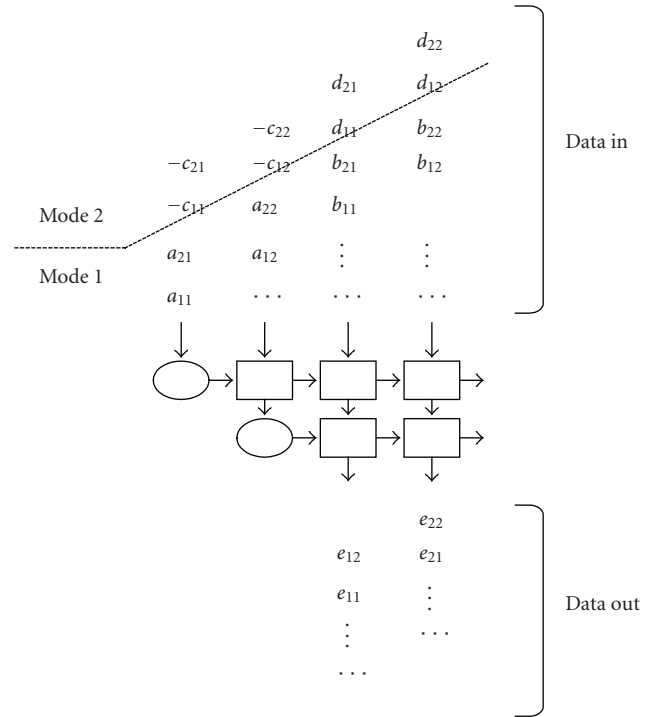 d22
d21 d12
−c22 d11 b22
−c21 −c12 b21 b12
Data in
Mode 2
−c11 a22 b11
Mode 1
a21 a12 ⋮ ⋮
a11 ··· ··· ···
e22
e12 e21
e11 ⋮
Data out
⋮ ···
···